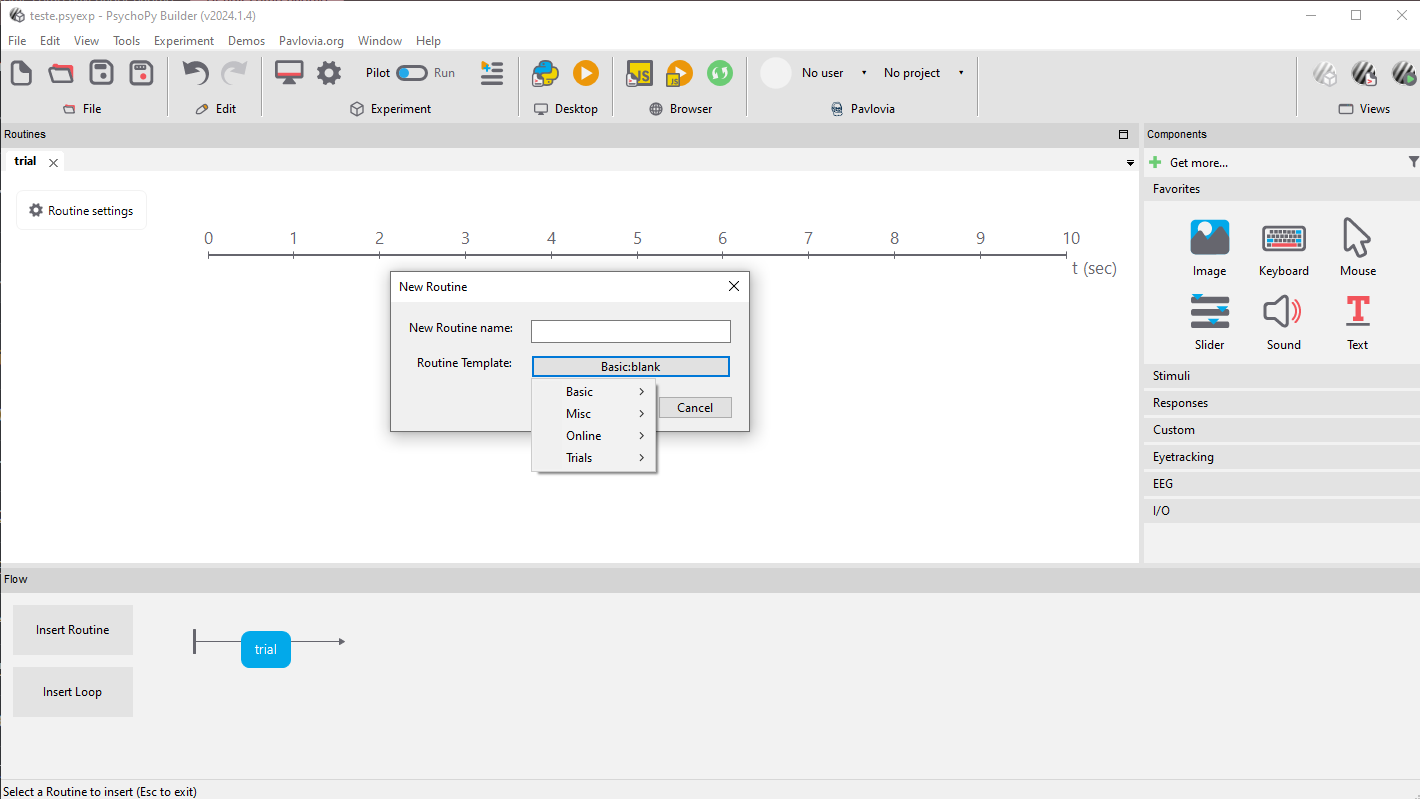 teste.psyexp - PsychoPy Builder (v2024.1.4)
File Edit View Tools Experiment Demos Pavlovia.org Window Help
Pilot Run
No user No project
File Edit Experiment Desktop Browser Pavlovia Views
JS
JS
Routines
trial
Routine settings
0 1 2 3 4 5 6 7 8 9 10
t (sec)
New Routine
New Routine name:
Routine Template: Basic:blank
Basic
Misc
Online
Trials
Cancel
Components
Get more...
Favorites
Image Keyboard Mouse
Slider Sound Text
Stimuli
Responses
Custom
Eyetracking
EEG
I/O
Flow
Insert Routine
trial
Insert Loop
Select a Routine to insert (Esc to exit)